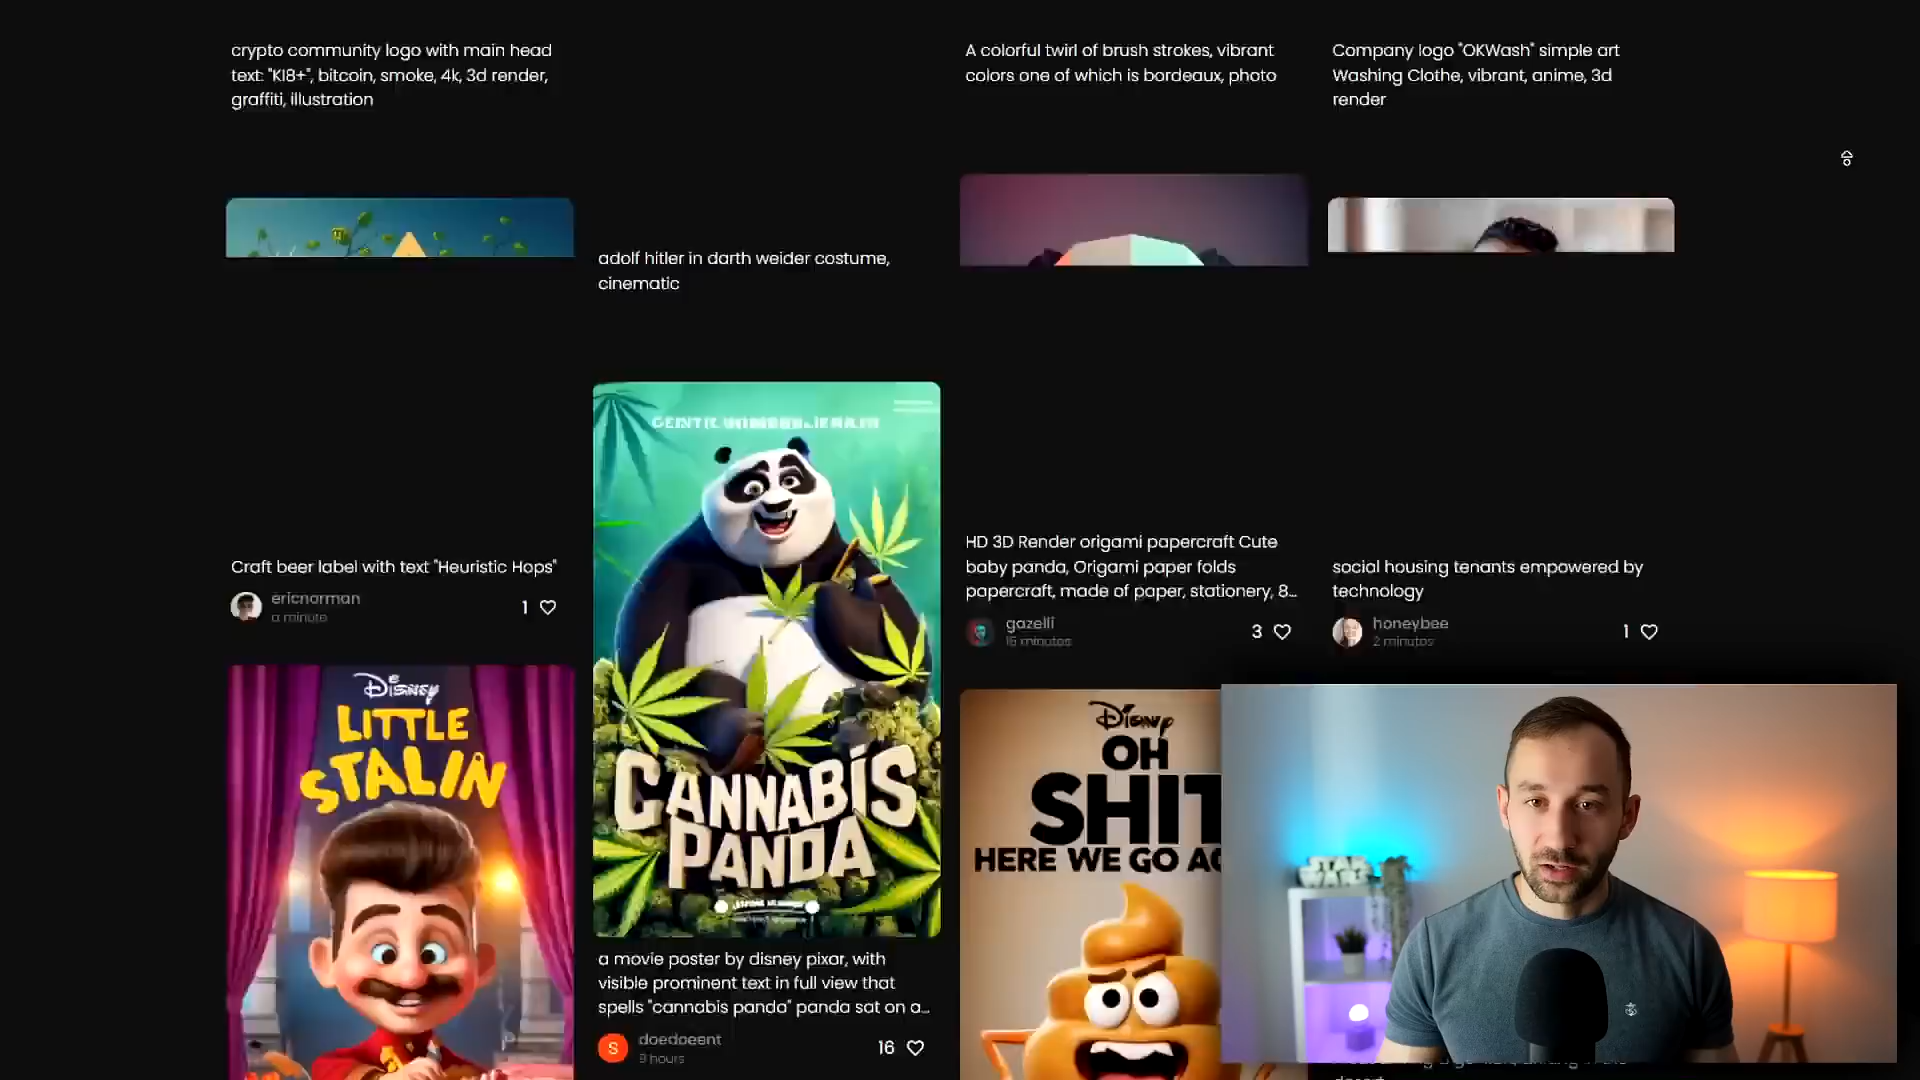 crypto community logo with main head
text: "KI8+", bitcoin, smoke, 4k, 3d render,
graffiti, illustration
A colorful twirl of brush strokes, vibrant
colors one of which is bordeaux, photo
Company logo "OKWash" simple art
Washing Clothe, vibrant, anime, 3d
render
adolf hitler in darth weider costume,
cinematic
Craft beer label with text "Heuristic Hops"
ericnorman
a minute
1
HD 3D Render origami papercraft Cute
baby panda, Origami paper folds
papercraft, made of paper, stationery, 8...
gazelli
3
social housing tenants empowered by
technology
honeybee
2 minutes
1
Disney
LITTLE
STALIN
CANNABIS
PANDA
a movie poster by disney pixar, with
visible prominent text in full view that
spells "cannabis panda" panda sat on a...
S
doedoeent
9 hours
16
Disney
OH
SHIT
HERE WE GO
STAR
WARS